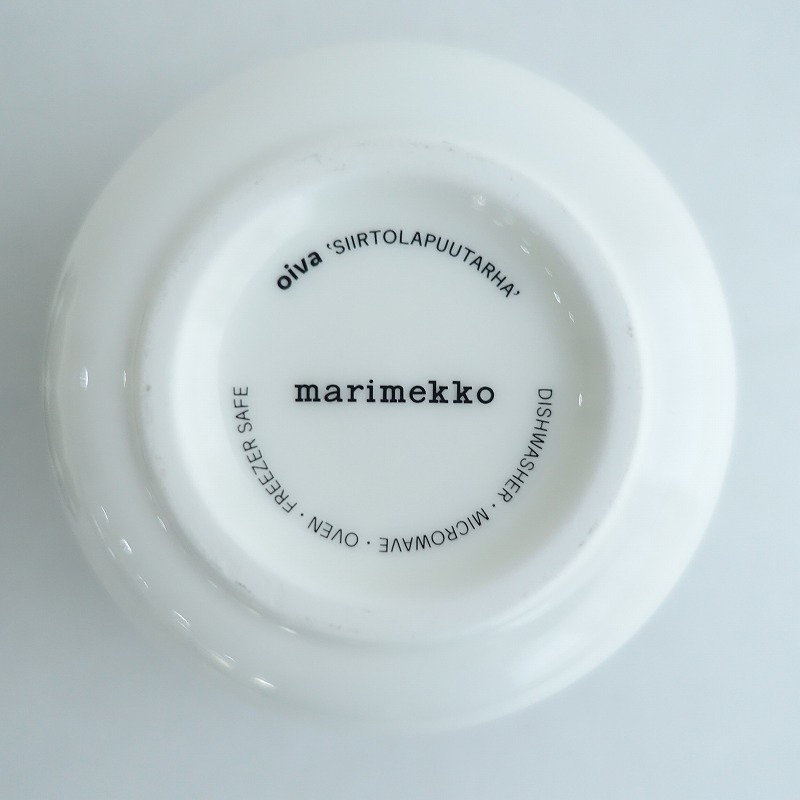 oiva 'SIIRTOLAPUUTARHA'
marimekko
DISHWASHER · MICROWAVE · OVEN · FREEZER SAFE